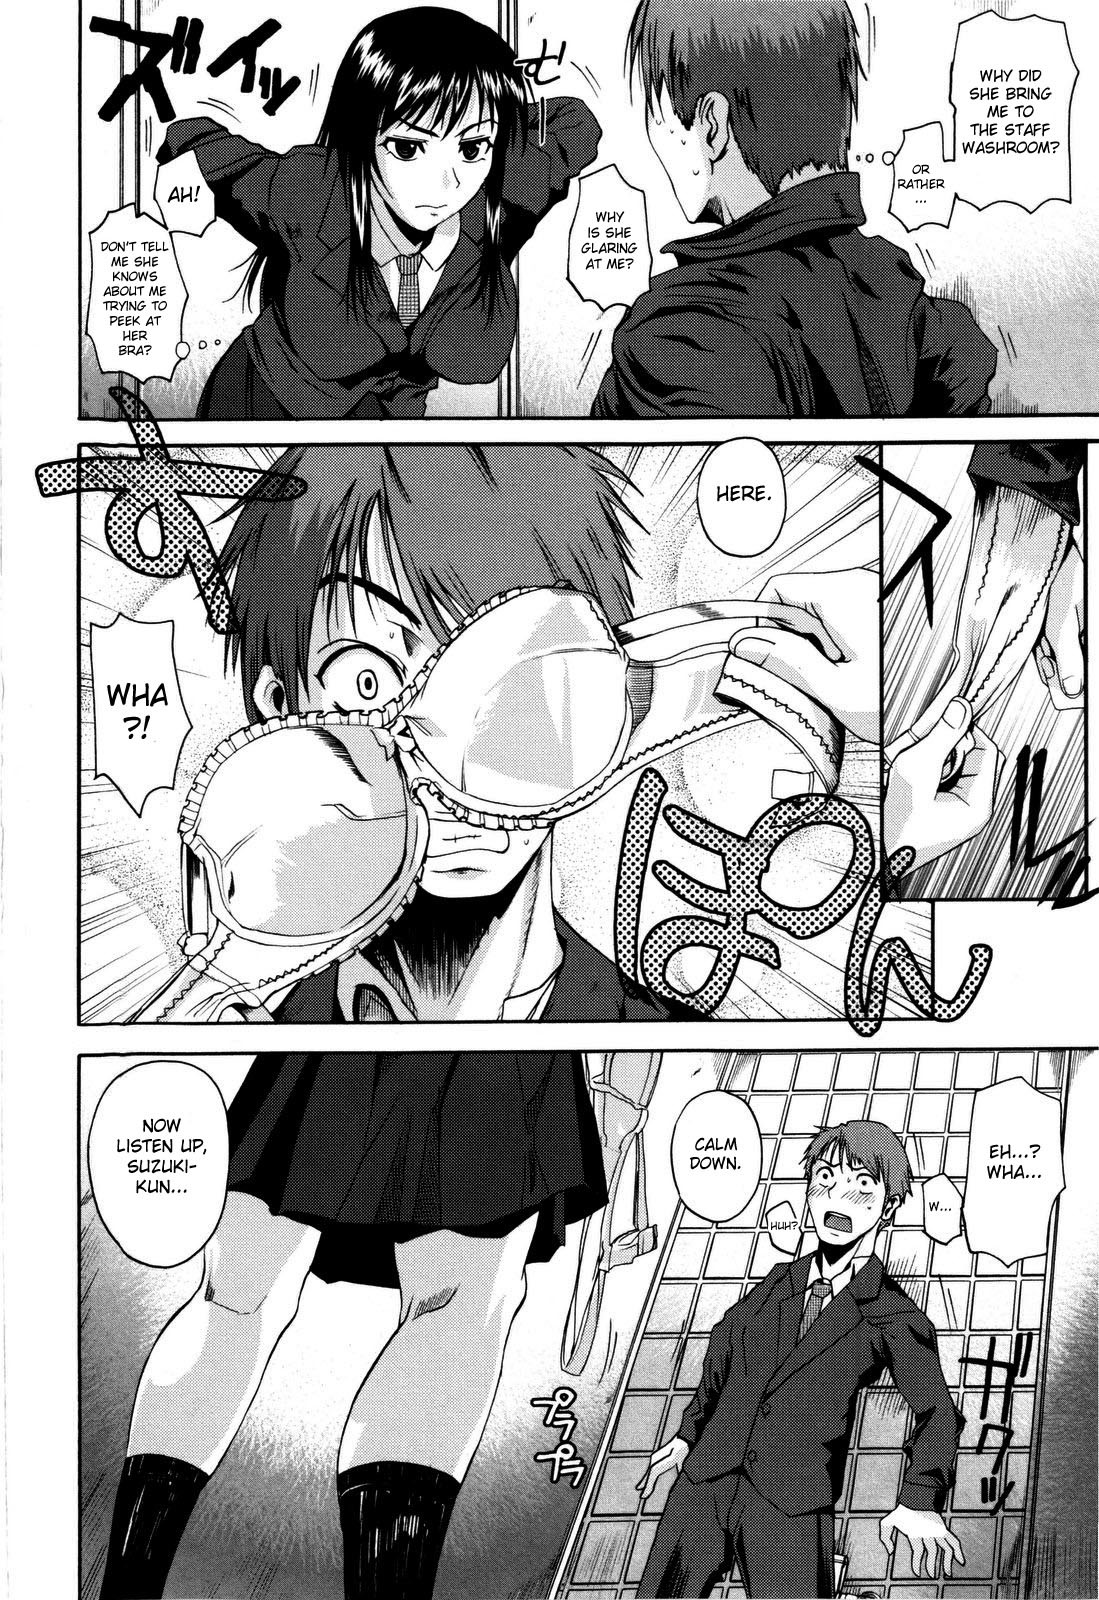 WHY DID
SHE BRING
ME TO
THE STAFF
WASHROOM?
OR
RATHER
...
む
WHY
IS SHE
GLARING
AT ME?
ズイッ
AH!
DON'T TELL
ME SHE
KNOWS
ABOUT ME
TRYING TO
PEEK AT
HER
BRA?
ス
HERE.
すぽーん
WHA
?!
EH...?
WHA...
W...
HUH?
CALM
DOWN.
ガクッ
プラ
プラ
NOW
LISTEN UP,
SUZUKI-
KUN...